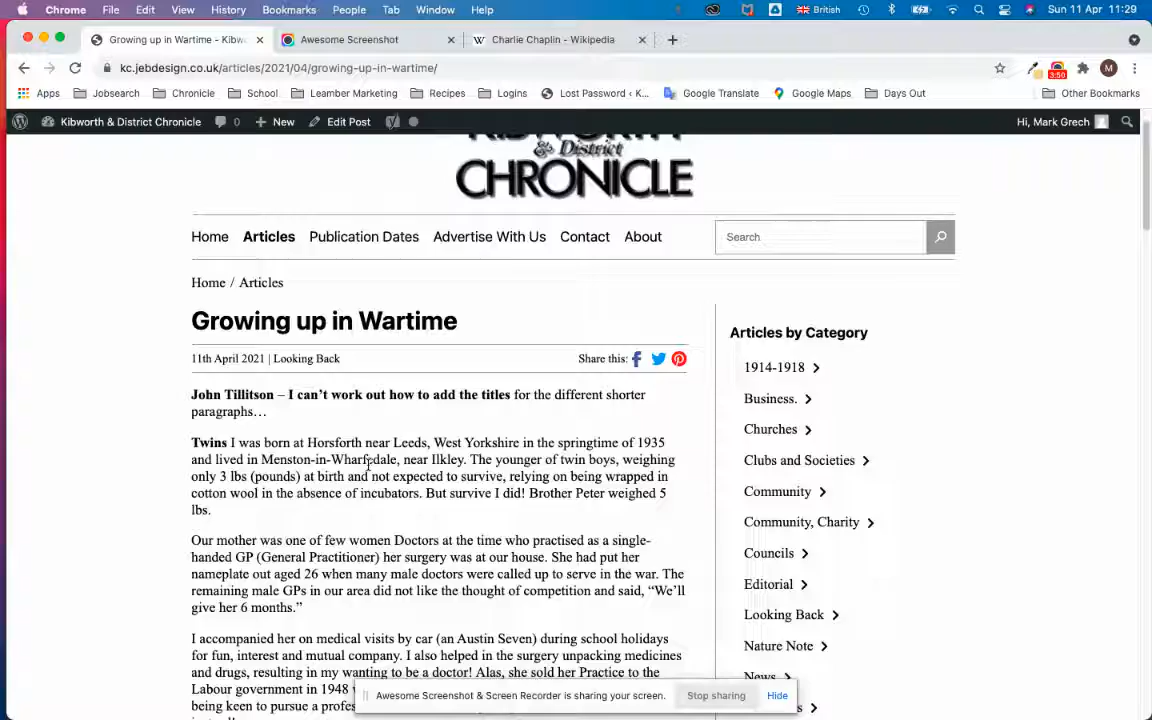 Chrome File Edit View History Bookmarks People Tab Window Help British Sun 11 Apr 11:29
Growing up in Wartime - Kibw Awesome Screenshot Charlie Chaplin - Wikipedia
kc.jebdesign.co.uk/articles/2021/04/growing-up-in-wartime/ 3:50 M
Apps Jobsearch Chronicle School Leamber Marketing Recipes Logins Lost Password ‹ K... Google Translate Google Maps Days Out Other Bookmarks
Kibworth & District Chronicle 0 New Edit Post Hi, Mark Grech
KIBWORTH
& District
CHRONICLE
Home Articles Publication Dates Advertise With Us Contact About Search
Home / Articles
Growing up in Wartime
11th April 2021 | Looking Back Share this:
John Tillitson – I can't work out how to add the titles for the different shorter
paragraphs…
Twins I was born at Horsforth near Leeds, West Yorkshire in the springtime of 1935
and lived in Menston-in-Wharfedale, near Ilkley. The younger of twin boys, weighing
only 3 lbs (pounds) at birth and not expected to survive, relying on being wrapped in
cotton wool in the absence of incubators. But survive I did! Brother Peter weighed 5
lbs.
Our mother was one of few women Doctors at the time who practised as a single-
handed GP (General Practitioner) her surgery was at our house. She had put her
nameplate out aged 26 when many male doctors were called up to serve in the war. The
remaining male GPs in our area did not like the thought of competition and said, “We'll
give her 6 months.”
I accompanied her on medical visits by car (an Austin Seven) during school holidays
for fun, interest and mutual company. I also helped in the surgery unpacking medicines
and drugs, resulting in my wanting to be a doctor! Alas, she sold her Practice to the
Labour government in 1948
being keen to pursue a profes
Articles by Category
1914-1918
Business.
Churches
Clubs and Societies
Community
Community, Charity
Councils
Editorial
Looking Back
Nature Note
News
Awesome Screenshot & Screen Recorder is sharing your screen. Stop sharing Hide